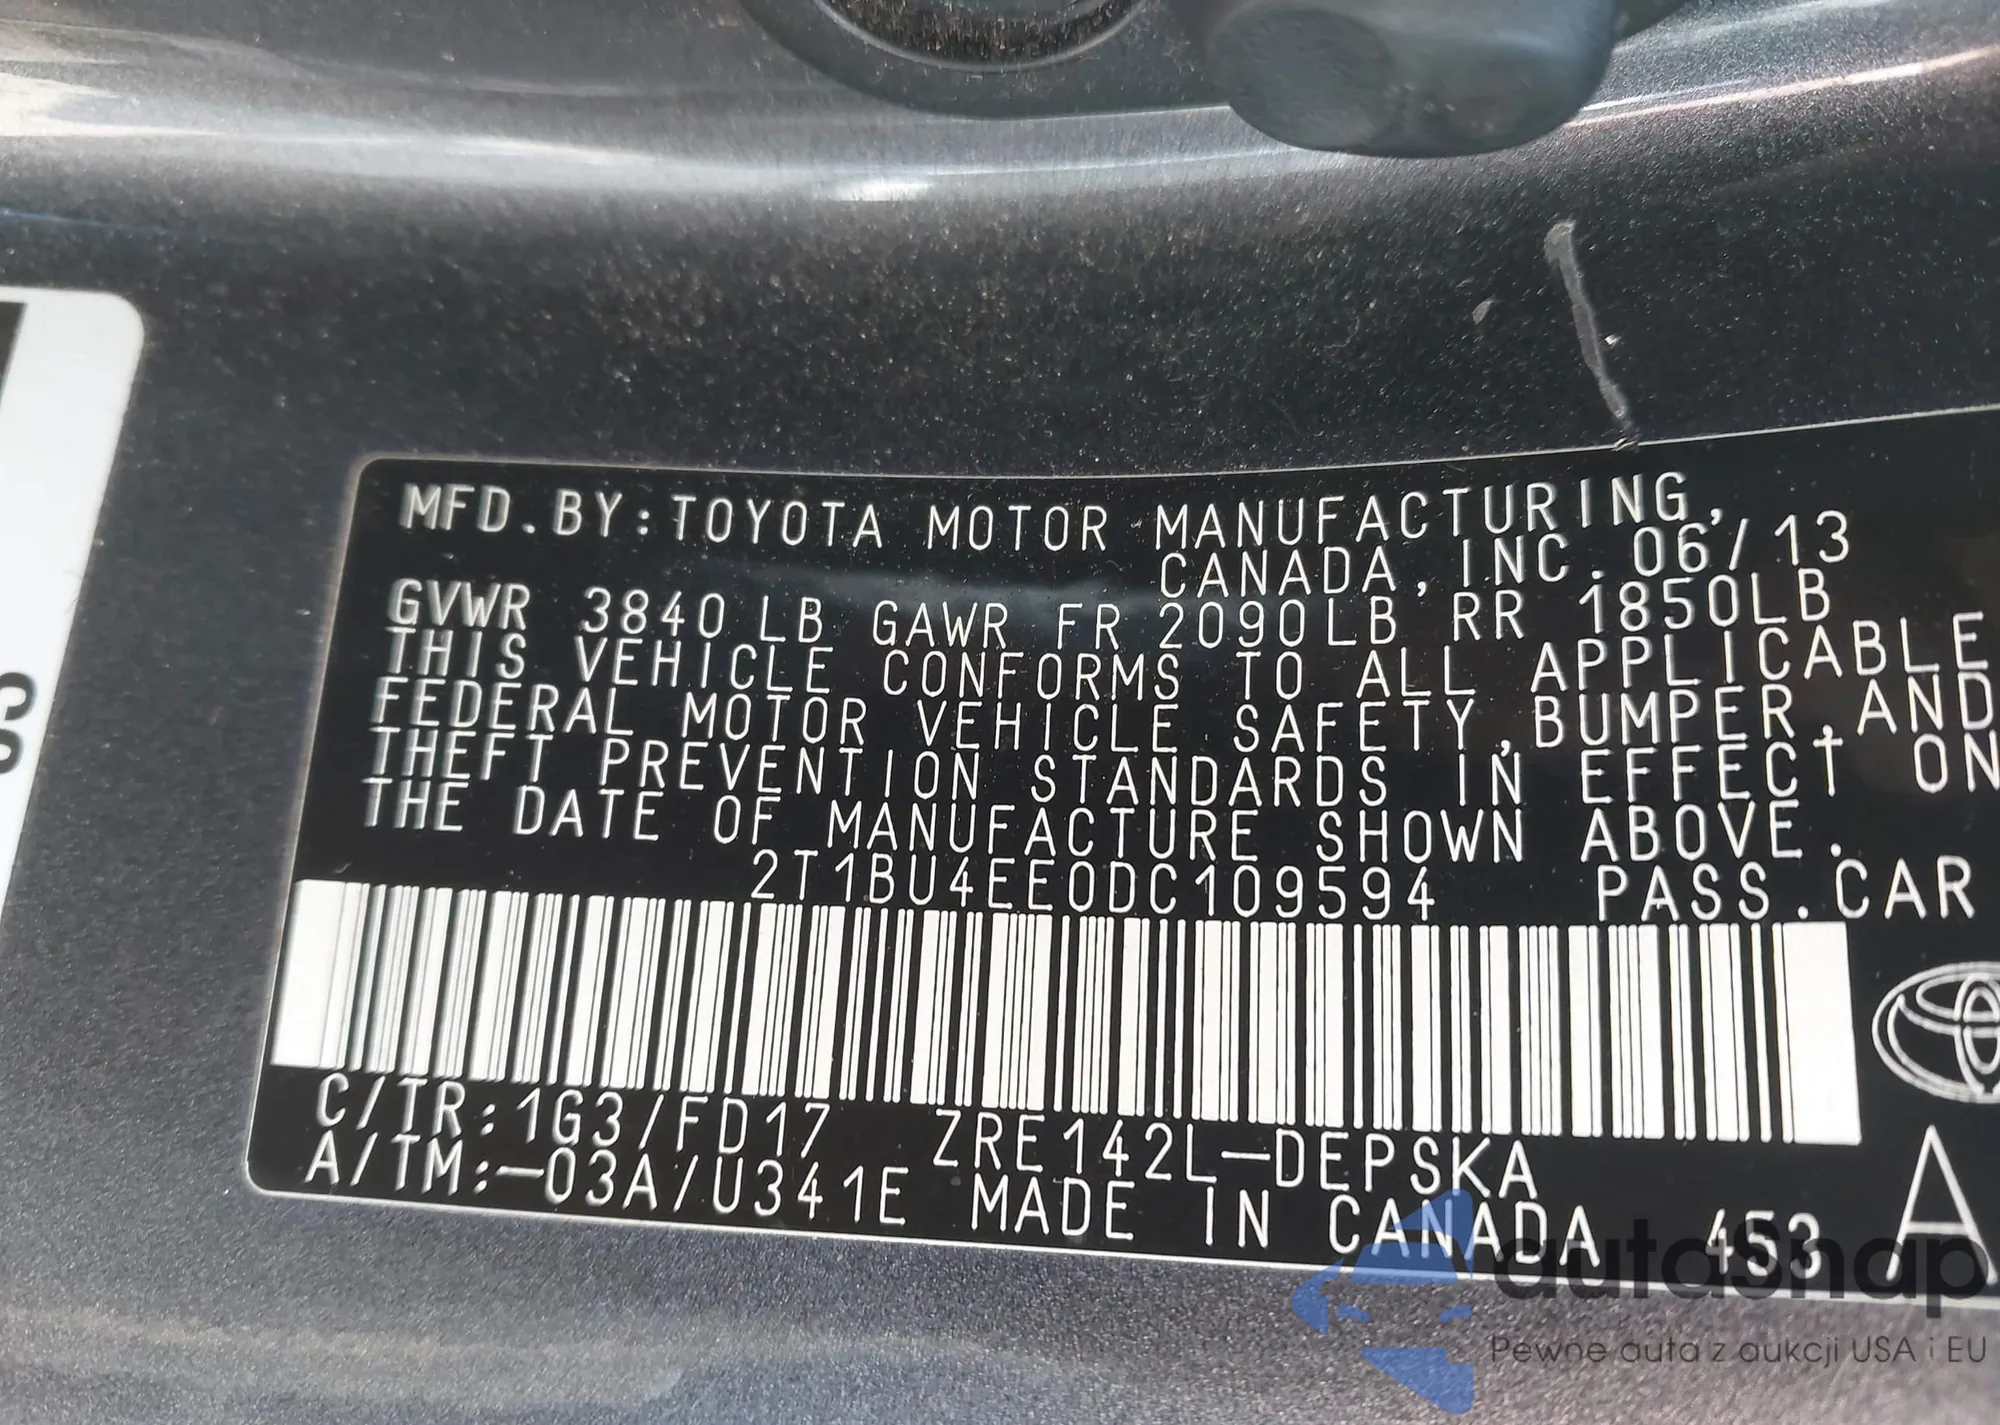 MFD.BY:TOYOTA MOTOR MANUFACTURING,
CANADA,INC. 06/13
GVWR 3840LB GAWR FR 2090LB RR 1850LB
THIS VEHICLE CONFORMS TO ALL APPLICABLE
FEDERAL MOTOR VEHICLE SAFETY,BUMPER,AND
THEFT PREVENTION STANDARDS IN EFFECT ON
THE DATE OF MANUFACTURE SHOWN ABOVE.
2T1BU4EE0DC109594 PASS.CAR
C/TR:1G3/FD17 ZRE142L-DEPSKA
A/TM:-03A/U341E MADE IN CANADA 453 A
autaSnap
Pewne auta z aukcji USA i EU